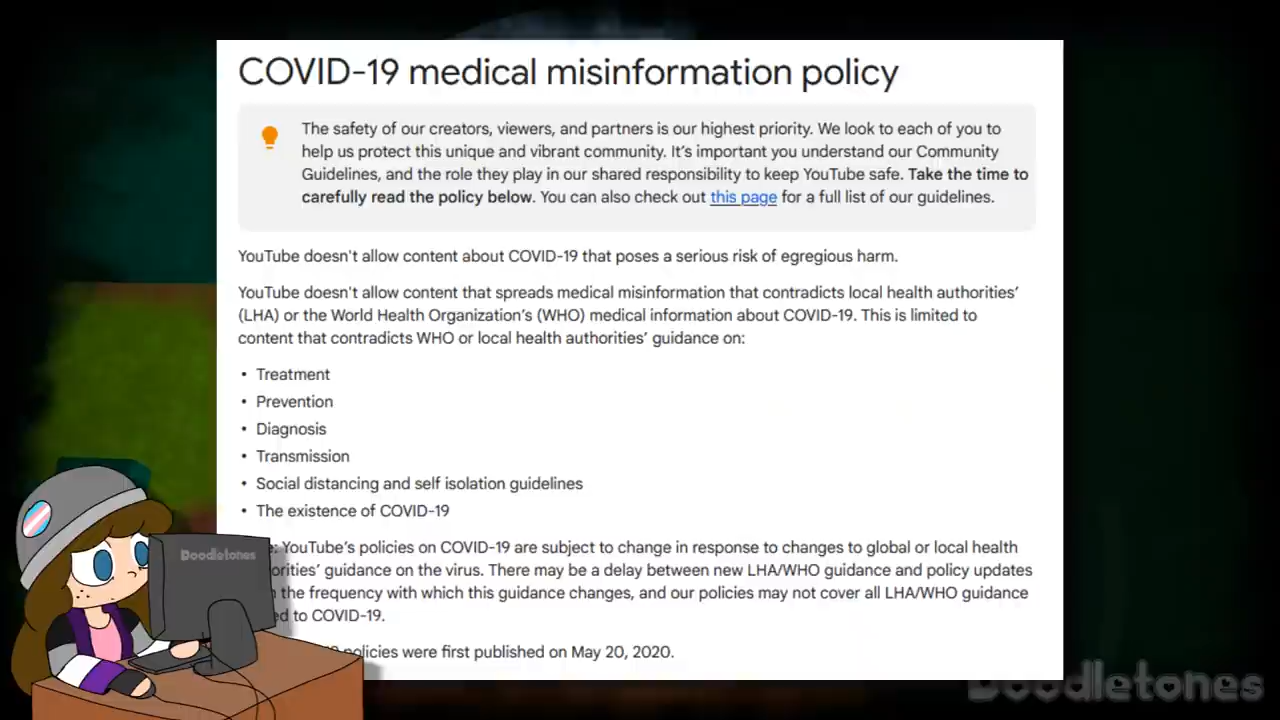 COVID-19 medical misinformation policy
The safety of our creators, viewers, and partners is our highest priority. We look to each of you to
help us protect this unique and vibrant community. It's important you understand our Community
Guidelines, and the role they play in our shared responsibility to keep YouTube safe. Take the time to
carefully read the policy below. You can also check out this page for a full list of our guidelines.
YouTube doesn't allow content about COVID-19 that poses a serious risk of egregious harm.
YouTube doesn't allow content that spreads medical misinformation that contradicts local health authorities'
(LHA) or the World Health Organization's (WHO) medical information about COVID-19. This is limited to
content that contradicts WHO or local health authorities' guidance on:
• Treatment
• Prevention
• Diagnosis
• Transmission
• Social distancing and self isolation guidelines
• The existence of COVID-19
YouTube's policies on COVID-19 are subject to change in response to changes to global or local health
guidance on the virus. There may be a delay between new LHA/WHO guidance and policy updates
the frequency with which this guidance changes, and our policies may not cover all LHA/WHO guidance
to COVID-19.
policies were first published on May 20, 2020.
Doodletones
Doodletones